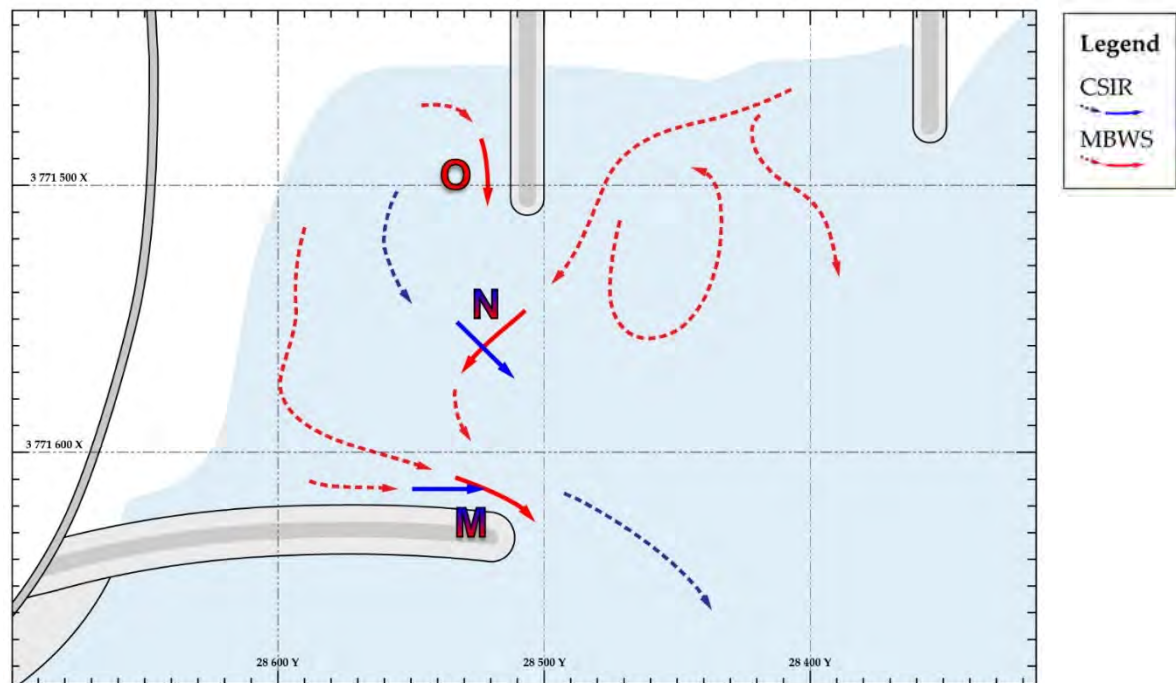 Legend
CSIR
MBWS
O
3 771 500 X
N
3 771 600 X
M
28 600 Y
28 500 Y
28 400 Y